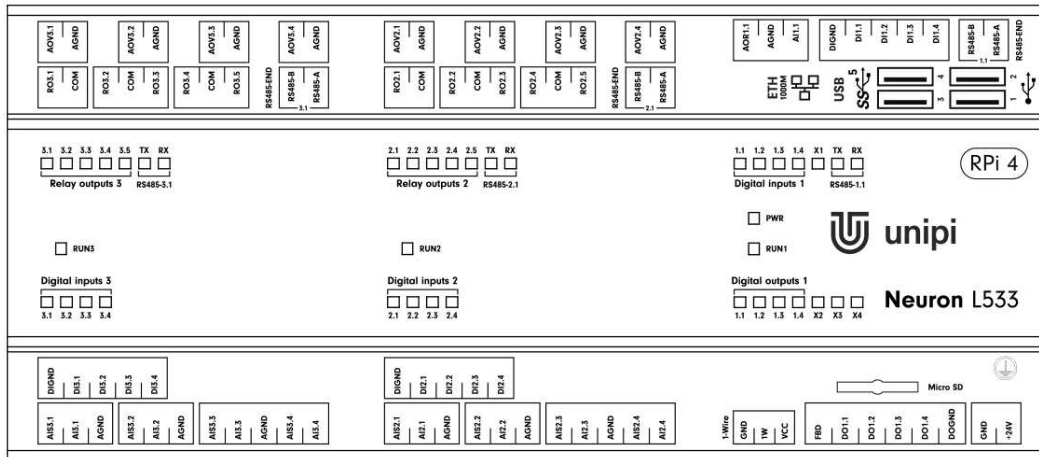 AOV3.1 AGND AOV3.2 AGND AOV3.3 AGND AOV3.4 AGND AOV2.1 AGND AOV2.2 AGND AOV2.3 AGND AOV2.4 AGND AOR1.1 AGND AI1.1 DIGND DI1.1 DI1.2 DI1.3 DI1.4 RS485-B RS485-A RS485-END
1.1
RO3.1 COM RO3.2 COM RO3.3 RO3.4 COM RO3.5 RS485-END RS485-B RS485-A RO2.1 COM RO2.2 COM RO2.3 RO2.4 COM RO2.5 RS485-END RS485-B RS485-A ETH 100DM USB SS 5 4 3 2 1
3.1 2.1
3.1 3.2 3.3 3.4 3.5 TX RX 2.1 2.2 2.3 2.4 2.5 TX RX 1.1 1.2 1.3 1.4 X1 TX RX
Relay outputs 3 RS485-3.1 Relay outputs 2 RS485-2.1 Digital inputs 1 RS485-1.1
RPi 4
PWR
unipi
RUN3 RUN2 RUN1
Digital inputs 3 Digital inputs 2 Digital outputs 1
Neuron L533
3.1 3.2 3.3 3.4 2.1 2.2 2.3 2.4 1.1 1.2 1.3 1.4 X2 X3 X4
DIGND DI3.1 DI3.2 DI3.3 DI3.4 DIGND DI2.1 DI2.2 DI2.3 DI2.4
Micro SD
AIS3.1 AI3.1 AGND AIS3.2 AI3.2 AGND AIS3.3 AI3.3 AGND AIS3.4 AI3.4 AIS2.1 AI2.1 AGND AIS2.2 AI2.2 AGND AIS2.3 AI2.3 AGND AIS2.4 AI2.4 1-Wire GND 1W VCC FBD DO1.1 DO1.2 DO1.3 DO1.4 DOGND GND +24V